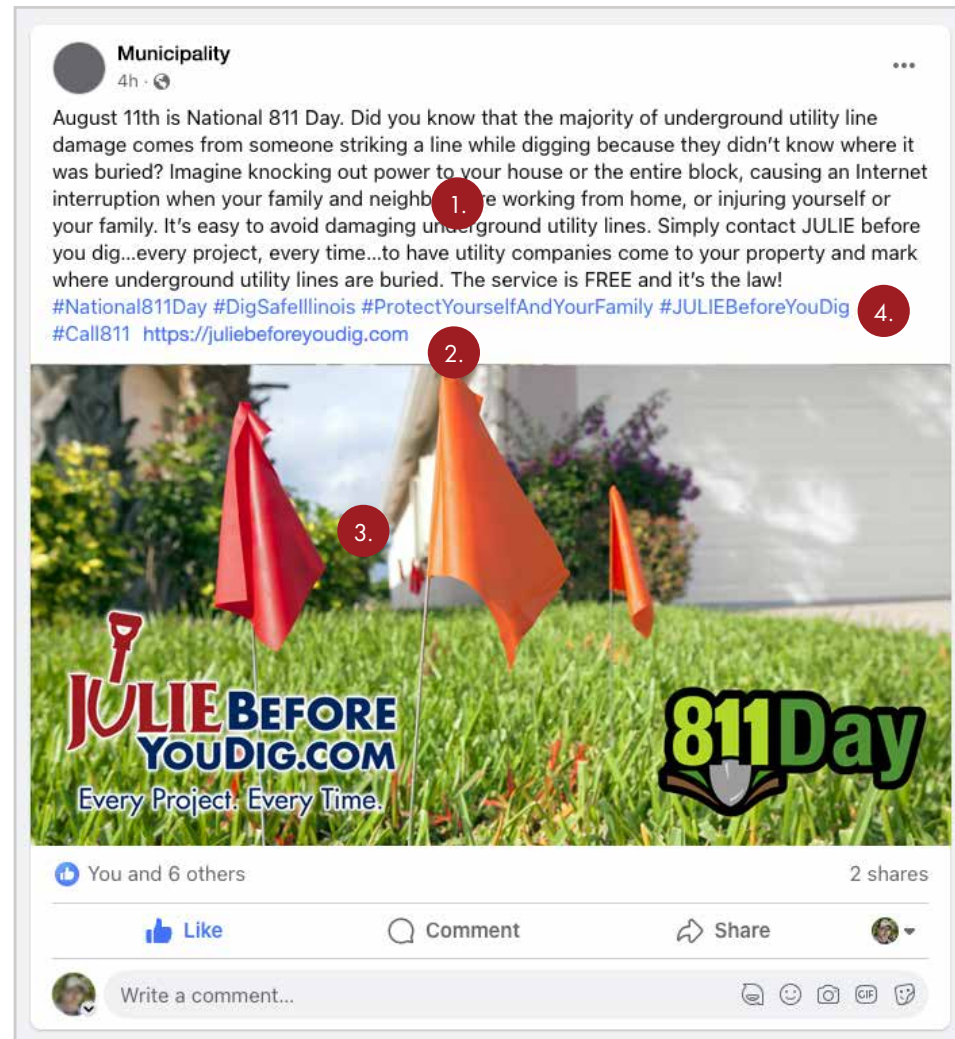 Municipality
4h ·
August 11th is National 811 Day. Did you know that the majority of underground utility line
damage comes from someone striking a line while digging because they didn't know where it
was buried? Imagine knocking out power to your house or the entire block, causing an Internet
interruption when your family and neighb 1. re working from home, or injuring yourself or
your family. It's easy to avoid damaging underground utility lines. Simply contact JULIE before
you dig...every project, every time...to have utility companies come to your property and mark
where underground utility lines are buried. The service is FREE and it's the law!
#National811Day #DigSafeIllinois #ProtectYourselfAndYourFamily #JULIEBeforeYouDig
4.
#Call811 https://juliebeforeyoudig.com
2.
3.
JULIE BEFORE
YOUDIG.COM
Every Project. Every Time.
811 Day
You and 6 others 2 shares
Like Comment Share
Write a comment... GIF